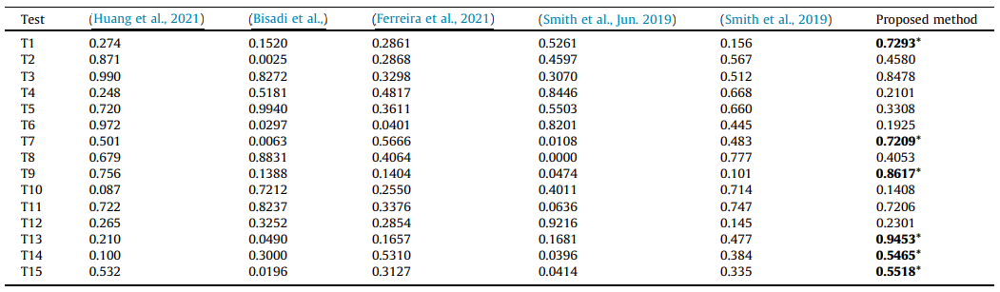 Test (Huang et al., 2021) (Bisadi et al.,) (Ferreira et al., 2021) (Smith et al., Jun. 2019) (Smith et al., 2019) Proposed method
T1 0.274 0.1520 0.2861 0.5261 0.156 0.7293*
T2 0.871 0.0025 0.2868 0.4597 0.567 0.4580
T3 0.990 0.8272 0.3298 0.3070 0.512 0.8478
T4 0.248 0.5181 0.4817 0.8446 0.668 0.2101
T5 0.720 0.9940 0.3611 0.5503 0.660 0.3308
T6 0.972 0.0297 0.0401 0.8201 0.445 0.1925
T7 0.501 0.0063 0.5666 0.0108 0.483 0.7209*
T8 0.679 0.8831 0.4064 0.0000 0.777 0.4053
T9 0.756 0.1388 0.1404 0.0474 0.101 0.8617*
T10 0.087 0.7212 0.2550 0.4011 0.714 0.1408
T11 0.722 0.8237 0.3376 0.0636 0.747 0.7206
T12 0.265 0.3252 0.2854 0.9216 0.145 0.2301
T13 0.210 0.0490 0.1657 0.1681 0.477 0.9453*
T14 0.100 0.3000 0.5310 0.0396 0.384 0.5465*
T15 0.532 0.0196 0.3127 0.0414 0.335 0.5518*